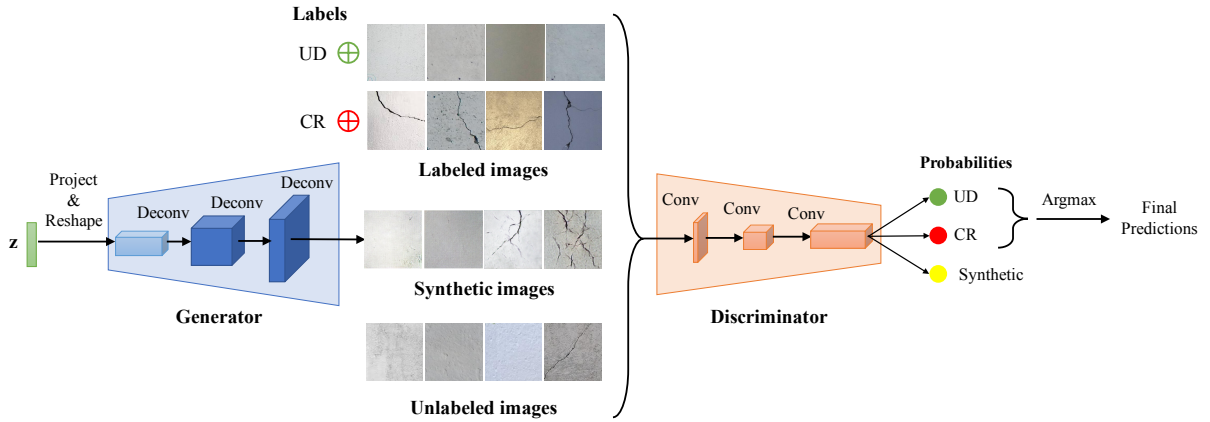 Labels
UD
CR
Labeled images
Project
&
Reshape
z
Deconv
Deconv
Deconv
Generator
Synthetic images
Unlabeled images
Conv
Conv
Conv
Discriminator
Probabilities
UD
CR
Synthetic
Argmax
Final
Predictions